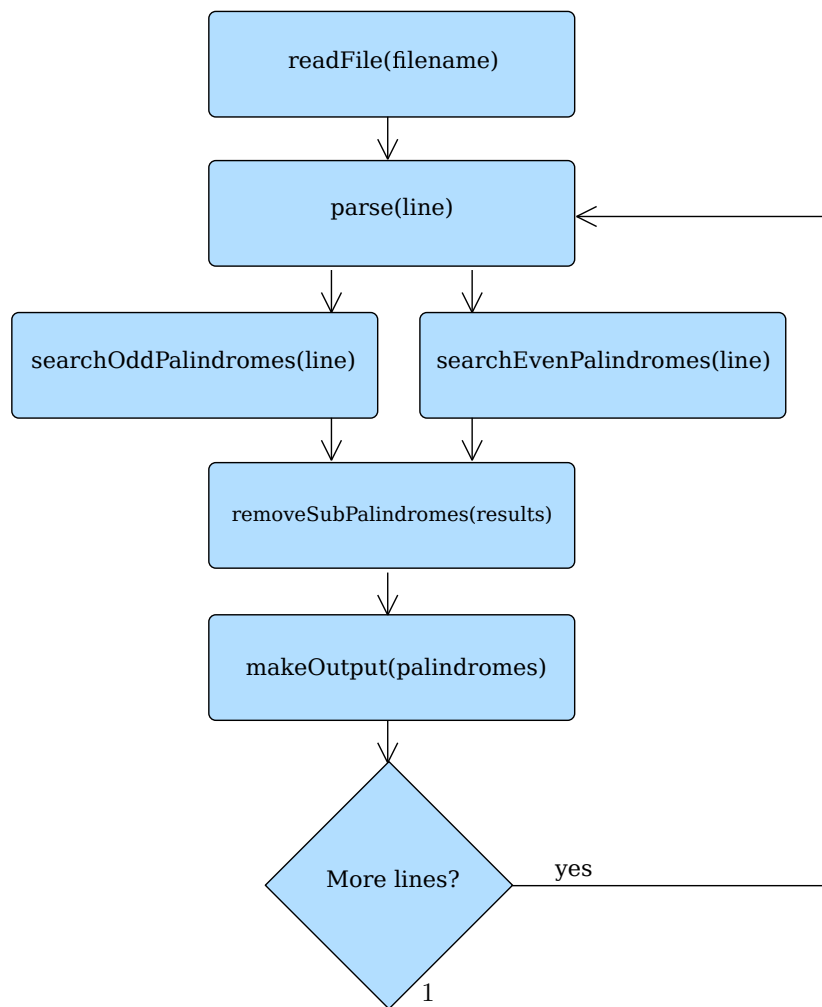 readFile(filename)
parse(line)
searchOddPalindromes(line)
searchEvenPalindromes(line)
removeSubPalindromes(results)
makeOutput(palindromes)
More lines?
yes
1